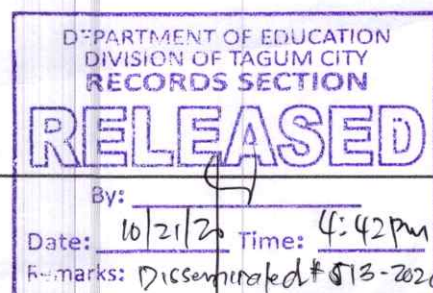 DEPARTMENT OF EDUCATION
DIVISION OF TAGUM CITY
RECORDS SECTION
RELEASED
By:
Date: 10/21/20 Time: 4:42pm
Remarks: Disseminated # 513-2020